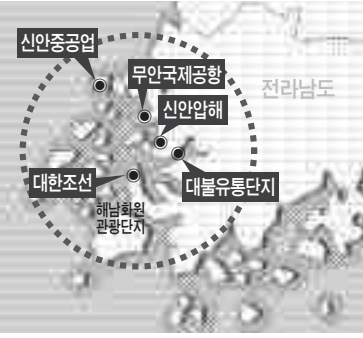 신안중공업
무안국제공항
전라남도
신안압해
대한조선
대불유통단지
해남화원
관광단지